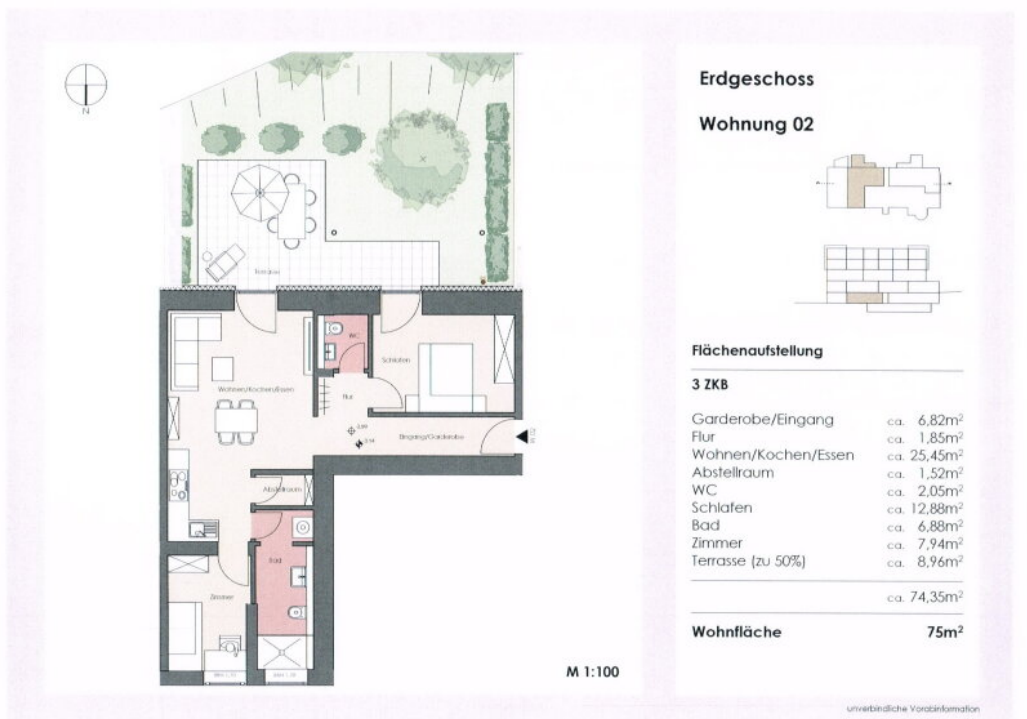 N
Erdgeschoss
Wohnung 02
Terrasse
WC
Schlafen
Wohnen/Kochen/Essen
Flur
Eingang/Garderobe
Abstellraum
Bad
Zimmer
M 1:100
Flächenaufstellung
3 ZKB
Garderobe/Eingang ca. 6,82m²
Flur ca. 1,85m²
Wohnen/Kochen/Essen ca. 25,45m²
Abstellraum ca. 1,52m²
WC ca. 2,05m²
Schlafen ca. 12,88m²
Bad ca. 6,88m²
Zimmer ca. 7,94m²
Terrasse (zu 50%) ca. 8,96m²
ca. 74,35m²
Wohnfläche 75m²
unverbindliche Vorabinformation